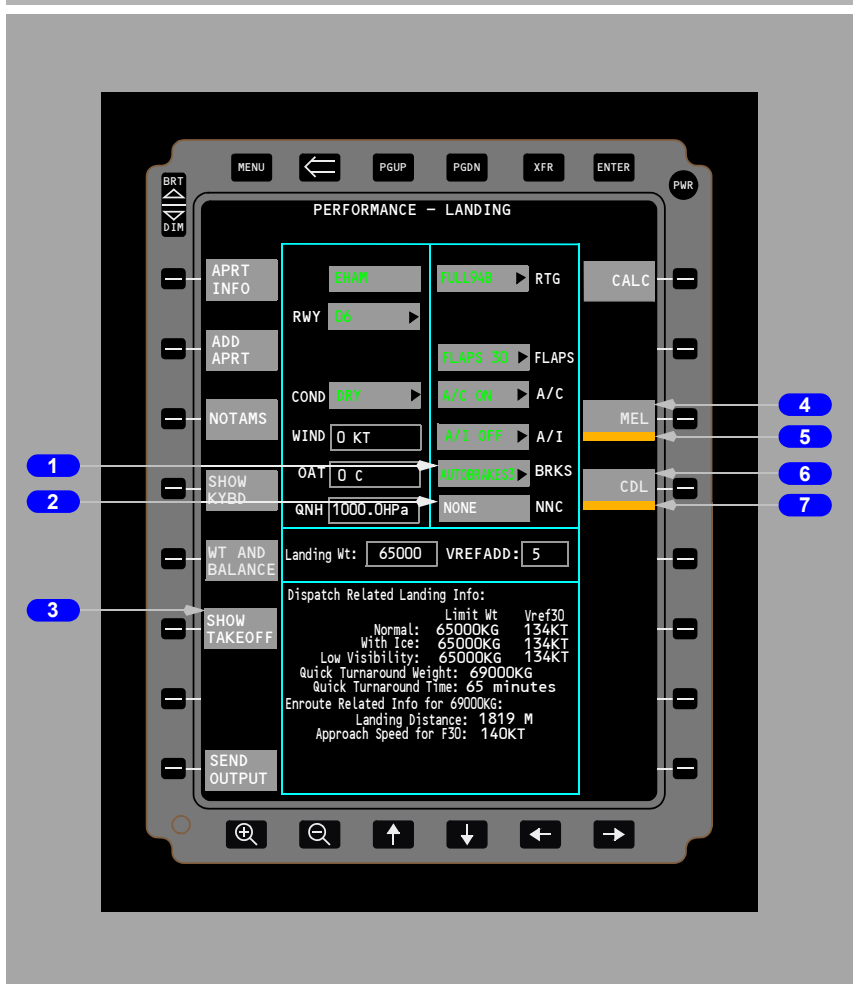 MENU
PGUP
PGDN
XFR
ENTER
BRT
PWR
DIM
PERFORMANCE – LANDING
APRT
INFO
EHAM
FULL94B
RTG
CALC
RWY
06
ADD
APRT
FLAPS 30
FLAPS
COND
DRY
A/C ON
A/C
4
NOTAMS
MEL
WIND
0 KT
A/I OFF
A/I
5
1
OAT
0 C
AUTOBRAKES3
BRKS
6
SHOW
KYBD
CDL
2
QNH
1000.0HPa
NONE
NNC
7
WT AND
BALANCE
Landing Wt:
65000
VREFADD:
5
Dispatch Related Landing Info:
3
SHOW
TAKEOFF
Limit Wt Vref30
Normal: 65000KG 134KT
With Ice: 65000KG 134KT
Low Visibility: 65000KG 134KT
Quick Turnaround Weight: 69000KG
Quick Turnaround Time: 65 minutes
Enroute Related Info for 69000KG:
Landing Distance: 1819 M
Approach Speed for F30: 140KT
SEND
OUTPUT